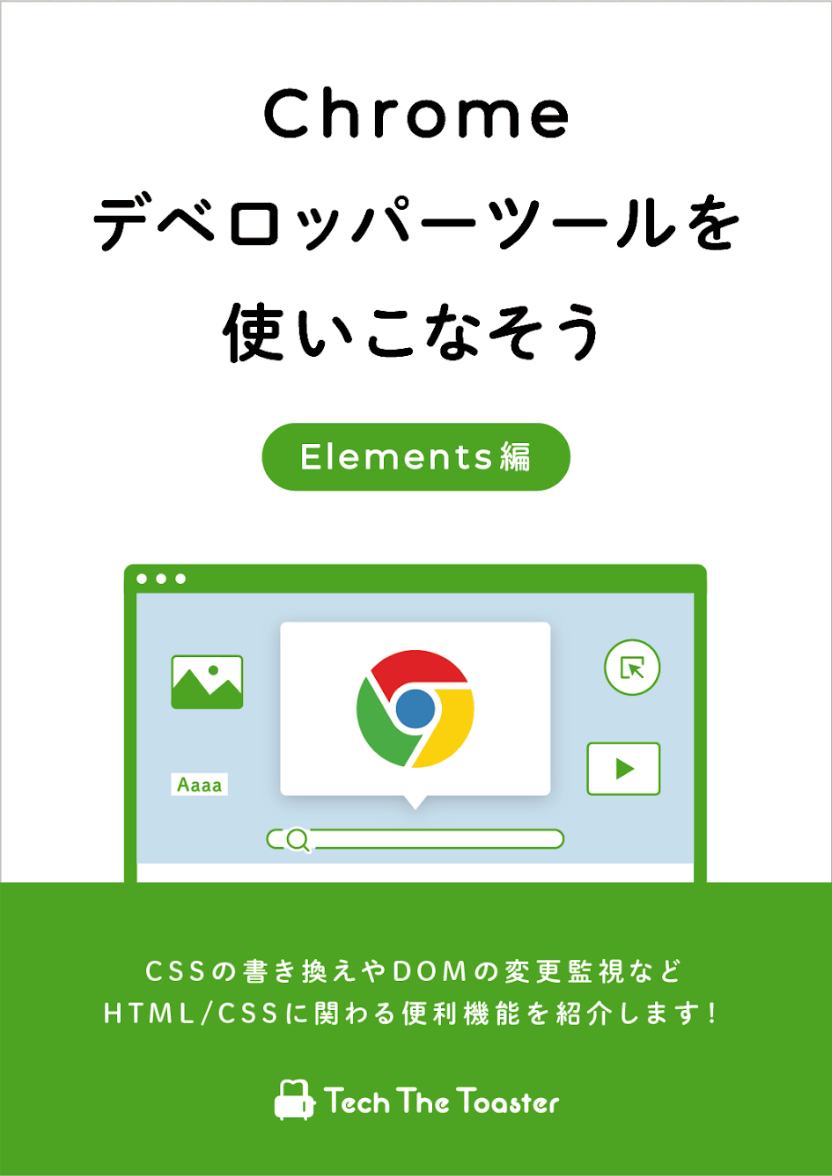 Chrome
デベロッパーツールを
使いこなそう
Elements編
Aaaa
CSSの書き換えやDOMの変更監視など
HTML/CSSに関わる便利機能を紹介します！
Tech The Toaster